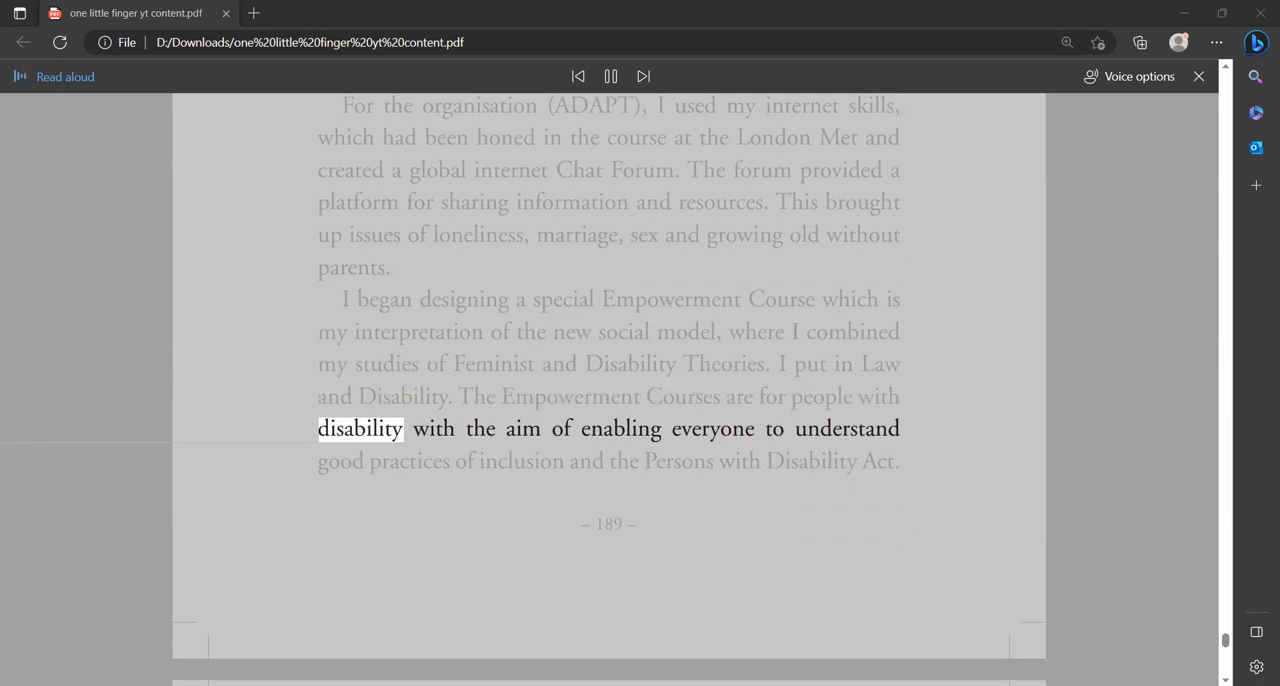 one little finger yt content.pdf
File
D:/Downloads/one%20little%20finger%20yt%20content.pdf
Read aloud
Voice options
For the organisation (ADAPT), I used my internet skills,
which had been honed in the course at the London Met and
created a global internet Chat Forum. The forum provided a
platform for sharing information and resources. This brought
up issues of loneliness, marriage, sex and growing old without
parents.
I began designing a special Empowerment Course which is
my interpretation of the new social model, where I combined
my studies of Feminist and Disability Theories. I put in Law
and Disability. The Empowerment Courses are for people with
disability with the aim of enabling everyone to understand
good practices of inclusion and the Persons with Disability Act.
– 189 –